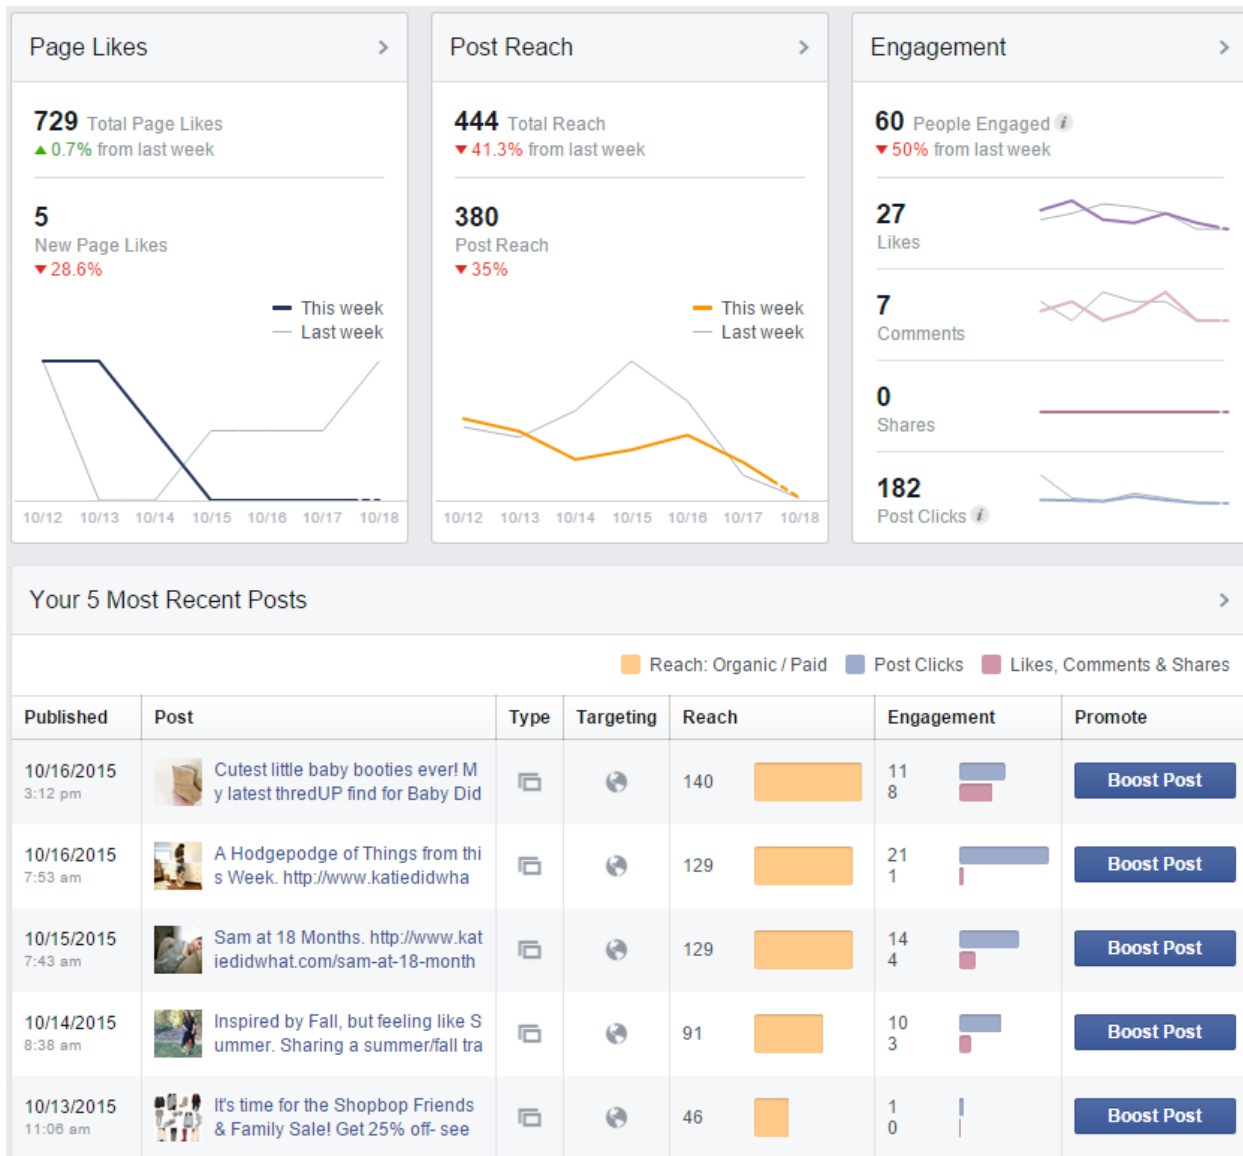 Page Likes
729 Total Page Likes
0.7% from last week
5
New Page Likes
28.6%
This week
Last week
10/12 10/13 10/14 10/15 10/16 10/17 10/18
Post Reach
444 Total Reach
41.3% from last week
380
Post Reach
35%
This week
Last week
10/12 10/13 10/14 10/15 10/16 10/17 10/18
Engagement
60 People Engaged i
50% from last week
27
Likes
7
Comments
0
Shares
182
Post Clicks i
Your 5 Most Recent Posts
Reach: Organic / Paid Post Clicks Likes, Comments & Shares
Published Post Type Targeting Reach Engagement Promote
10/16/2015
3:12 pm
Cutest little baby booties ever! M
y latest thredUP find for Baby Did
140
11
8
Boost Post
10/16/2015
7:53 am
A Hodgepodge of Things from thi
s Week. http://www.katiedidwha
129
21
1
Boost Post
10/15/2015
7:43 am
Sam at 18 Months. http://www.kat
iedidwhat.com/sam-at-18-month
129
14
4
Boost Post
10/14/2015
8:38 am
Inspired by Fall, but feeling like S
ummer. Sharing a summer/fall tra
91
10
3
Boost Post
10/13/2015
11:06 am
It's time for the Shopbop Friends
& Family Sale! Get 25% off- see
46
1
0
Boost Post